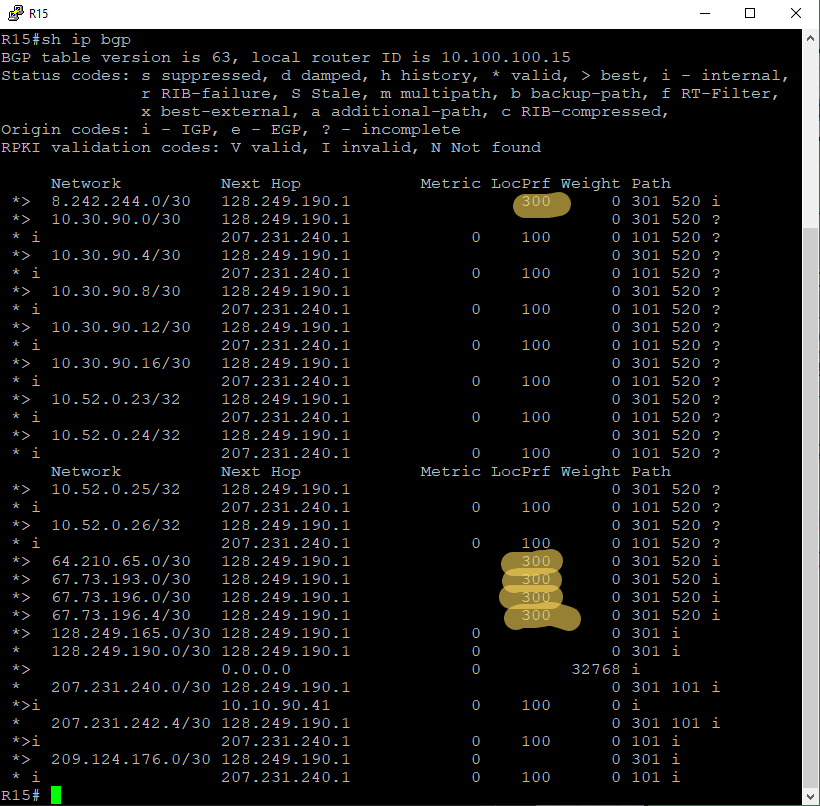 R15
R15#sh ip bgp
BGP table version is 63, local router ID is 10.100.100.15
Status codes: s suppressed, d damped, h history, * valid, > best, i - internal,
              r RIB-failure, S Stale, m multipath, b backup-path, f RT-Filter,
              x best-external, a additional-path, c RIB-compressed,
Origin codes: i - IGP, e - EGP, ? - incomplete
RPKI validation codes: V valid, I invalid, N Not found
     Network          Next Hop            Metric LocPrf Weight Path
 *>  8.242.244.0/30   128.249.190.1                 300      0 301 520 i
 *>  10.30.90.0/30    128.249.190.1                          0 301 520 ?
 * i                  207.231.240.1            0    100      0 101 520 ?
 *>  10.30.90.4/30    128.249.190.1                          0 301 520 ?
 * i                  207.231.240.1            0    100      0 101 520 ?
 *>  10.30.90.8/30    128.249.190.1                          0 301 520 ?
 * i                  207.231.240.1            0    100      0 101 520 ?
 *>  10.30.90.12/30   128.249.190.1                          0 301 520 ?
 * i                  207.231.240.1            0    100      0 101 520 ?
 *>  10.30.90.16/30   128.249.190.1                          0 301 520 ?
 * i                  207.231.240.1            0    100      0 101 520 ?
 *>  10.52.0.23/32    128.249.190.1                          0 301 520 ?
 * i                  207.231.240.1            0    100      0 101 520 ?
 *>  10.52.0.24/32    128.249.190.1                          0 301 520 ?
 * i                  207.231.240.1            0    100      0 101 520 ?
     Network          Next Hop            Metric LocPrf Weight Path
 *>  10.52.0.25/32    128.249.190.1                          0 301 520 ?
 * i                  207.231.240.1            0    100      0 101 520 ?
 *>  10.52.0.26/32    128.249.190.1                          0 301 520 ?
 * i                  207.231.240.1            0    100      0 101 520 ?
 *>  64.210.65.0/30   128.249.190.1                 300      0 301 520 i
 *>  67.73.193.0/30   128.249.190.1                 300      0 301 520 i
 *>  67.73.196.0/30   128.249.190.1                 300      0 301 520 i
 *>  67.73.196.4/30   128.249.190.1                 300      0 301 520 i
 *>  128.249.165.0/30 128.249.190.1            0             0 301 i
 *   128.249.190.0/30 128.249.190.1            0             0 301 i
 *>                   0.0.0.0                  0         32768 i
 *   207.231.240.0/30 128.249.190.1                          0 301 101 i
 *>i                  10.10.90.41              0    100      0 i
 *   207.231.242.4/30 128.249.190.1                          0 301 101 i
 *>i                  207.231.240.1            0    100      0 101 i
 *>  209.124.176.0/30 128.249.190.1            0             0 301 i
 * i                  207.231.240.1            0    100      0 101 i
R15#